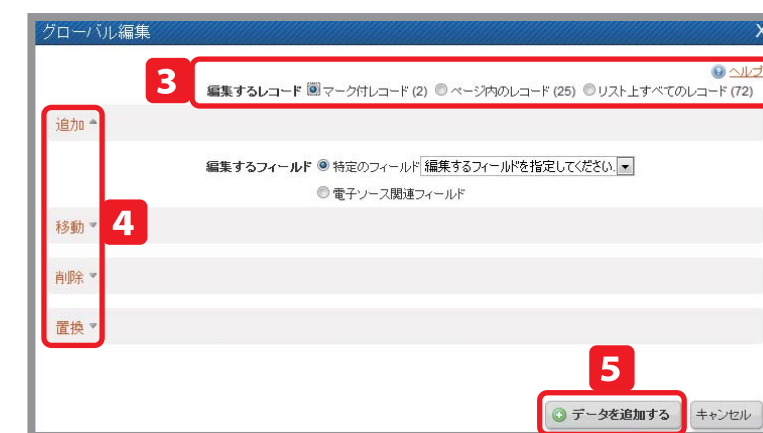 グローバル編集 X
3
ヘルプ
編集するレコード マーク付レコード (2) ページ内のレコード (25) リスト上すべてのレコード (72)
追加
編集するフィールド 特定のフィールド 編集するフィールドを指定してください.
電子ソース関連フィールド
移動
4
削除
置換
5
データを追加する キャンセル